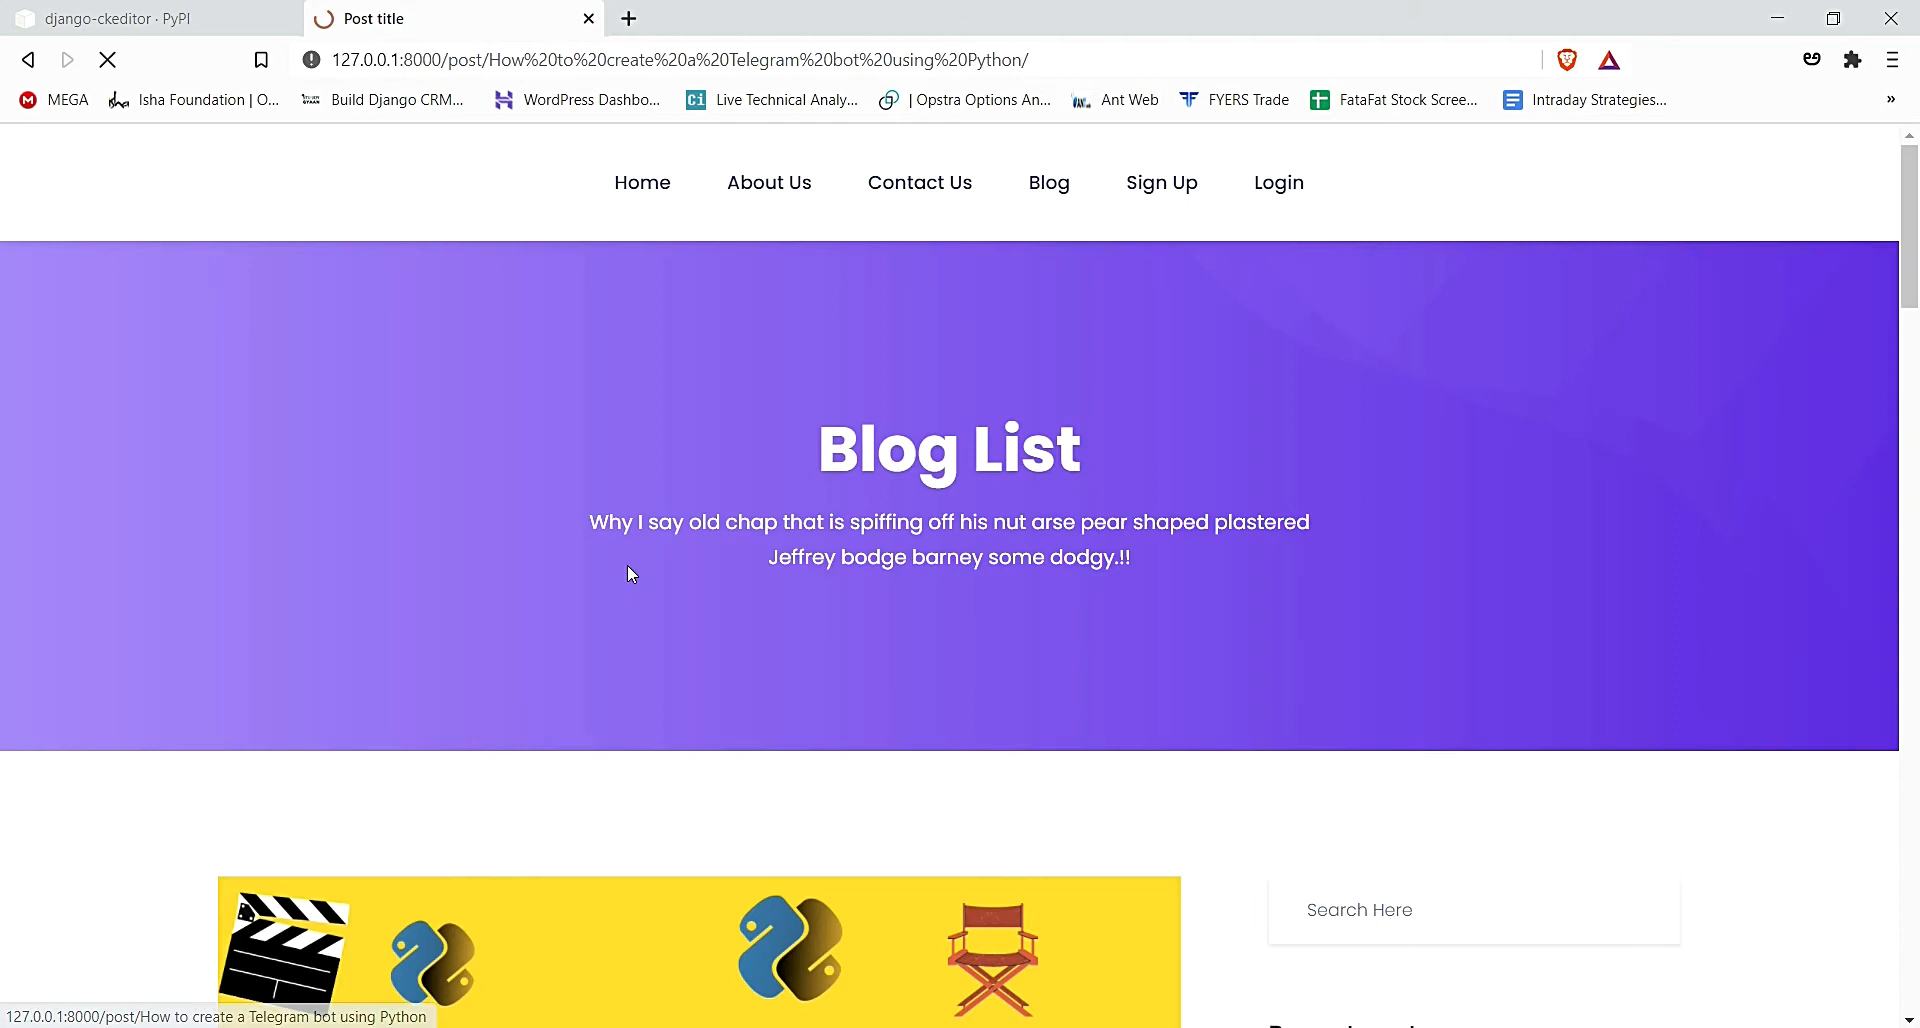 django-ckeditor · PyPI
Post title
127.0.0.1:8000/post/How%20to%20create%20a%20Telegram%20bot%20using%20Python/
MEGA
Isha Foundation | O...
Build Django CRM...
WordPress Dashbo...
Live Technical Analy...
| Opstra Options An...
Ant Web
FYERS Trade
FataFat Stock Scree...
Intraday Strategies...
»
Home
About Us
Contact Us
Blog
Sign Up
Login
Blog List
Why I say old chap that is spiffing off his nut arse pear shaped plastered
Jeffrey bodge barney some dodgy.!!
Search Here
127.0.0.1:8000/post/How to create a Telegram bot using Python